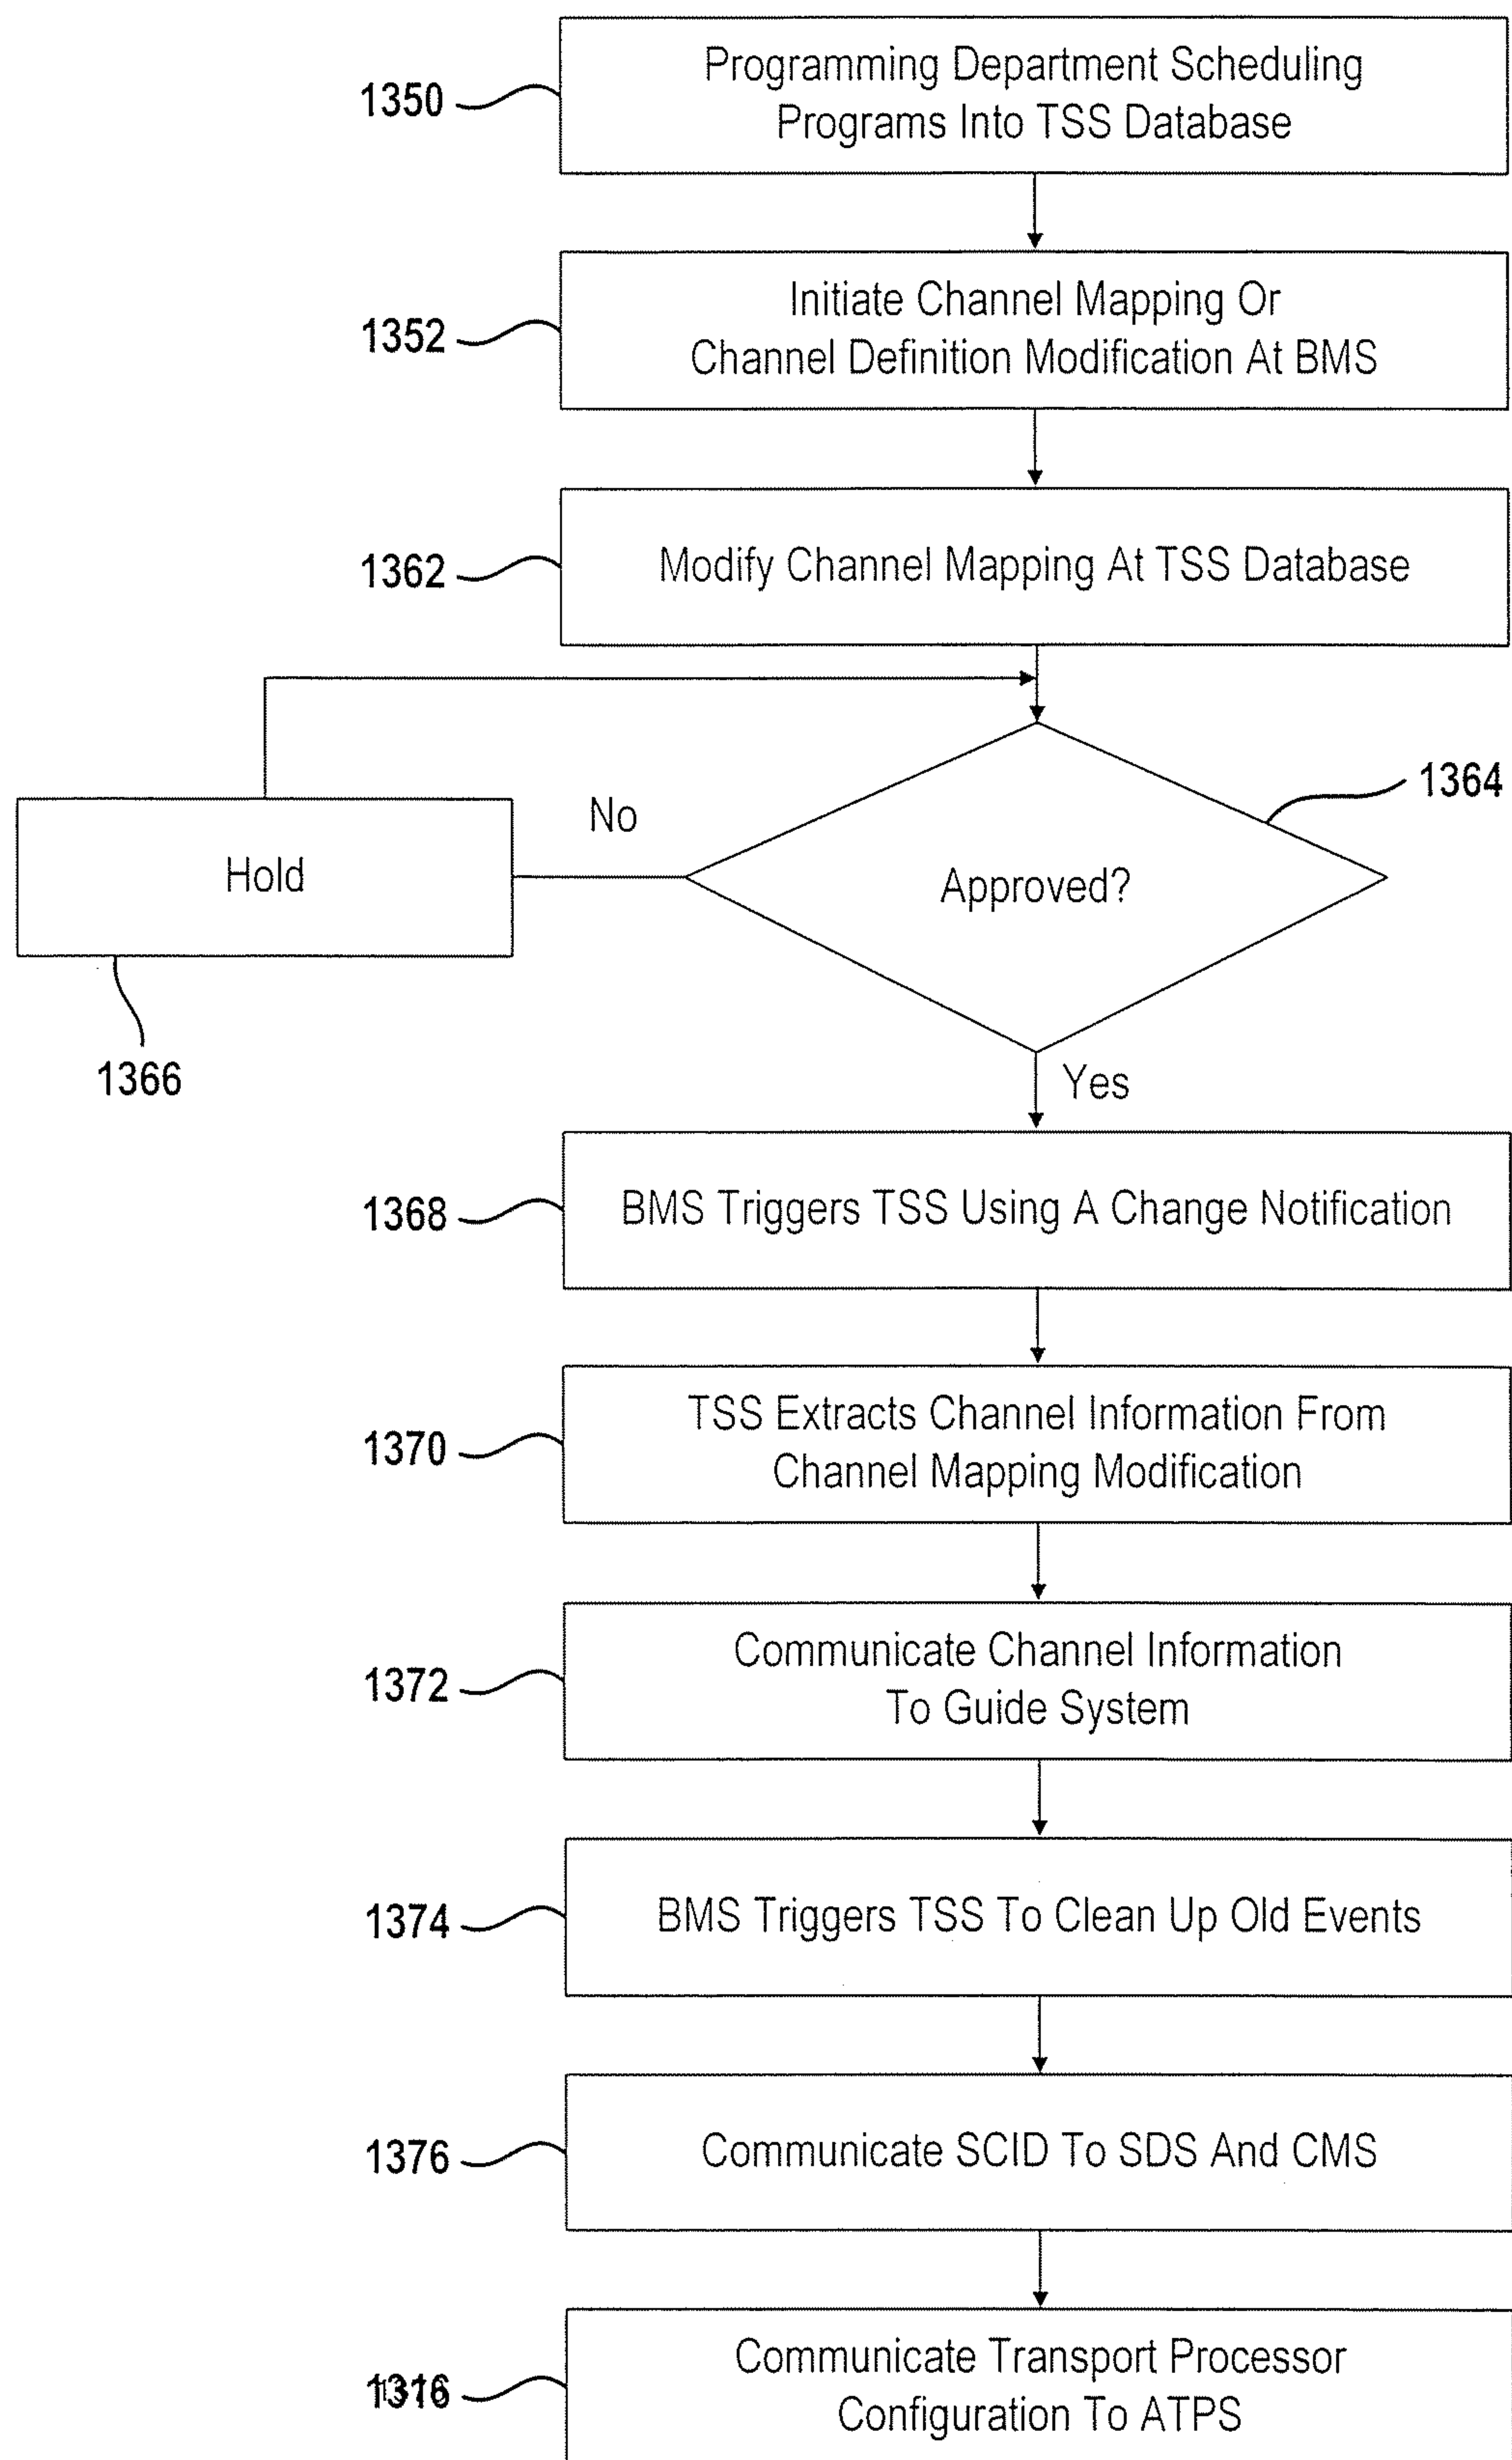 1350
Programming Department Scheduling
Programs Into TSS Database
1352
Initiate Channel Mapping Or
Channel Definition Modification At BMS
1362
Modify Channel Mapping At TSS Database
1364
No
Hold
Approved?
1366
Yes
1368
BMS Triggers TSS Using A Change Notification
1370
TSS Extracts Channel Information From
Channel Mapping Modification
1372
Communicate Channel Information
To Guide System
1374
BMS Triggers TSS To Clean Up Old Events
1376
Communicate SCID To SDS And CMS
Communicate Transport Processor
Configuration To ATPS